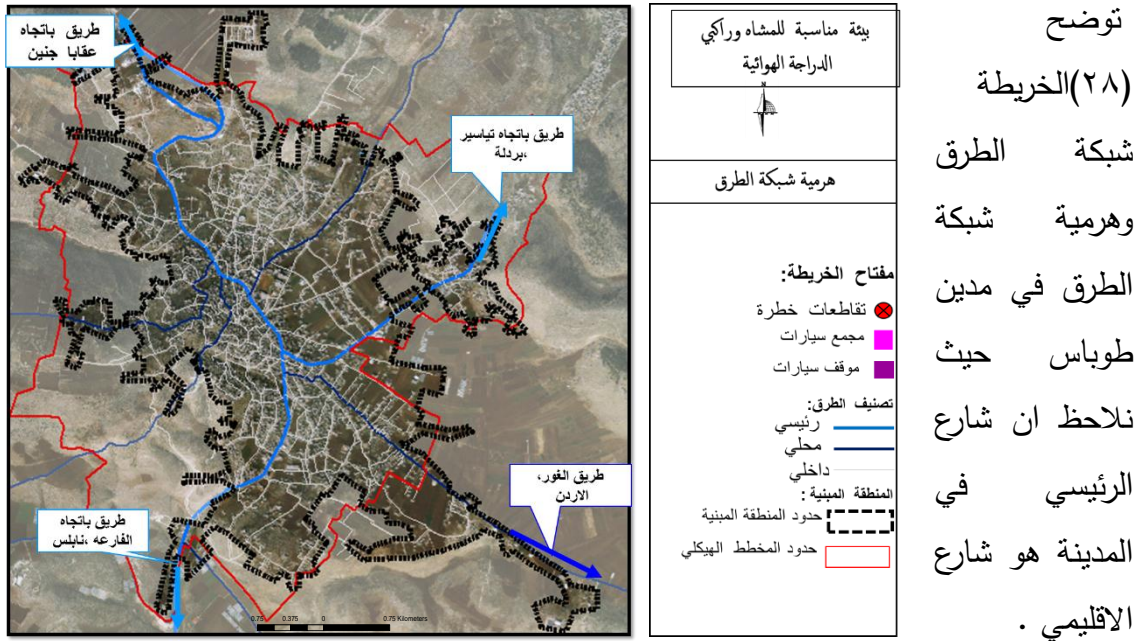 توضح
(٢٨)الخريطة
شبكة الطرق
وهرمية شبكة
الطرق في مدين
طوباس حيث
نلاحظ ان شارع
الرئيسي في
المدينة هو شارع
الاقليمي .
بيئة مناسبة للمشاه وراكبي
الدراجة الهوائية
N
هرمية شبكة الطرق
مفتاح الخريطة:
تقاطعات خطرة
مجمع سيارات
موقف سيارات
تصنيف الطرق:
رئيسي
محلي
داخلي
المنطقة المبنية :
حدود المنطقة المبنية
حدود المخطط الهيكلي
طريق باتجاه
عقابا جنين
طريق باتجاه تياسير
،بردلة
طريق الغور،
الاردن
طريق باتجاه
الفارعه ،نابلس
0.75 0.375 0 0.75 Kilometers